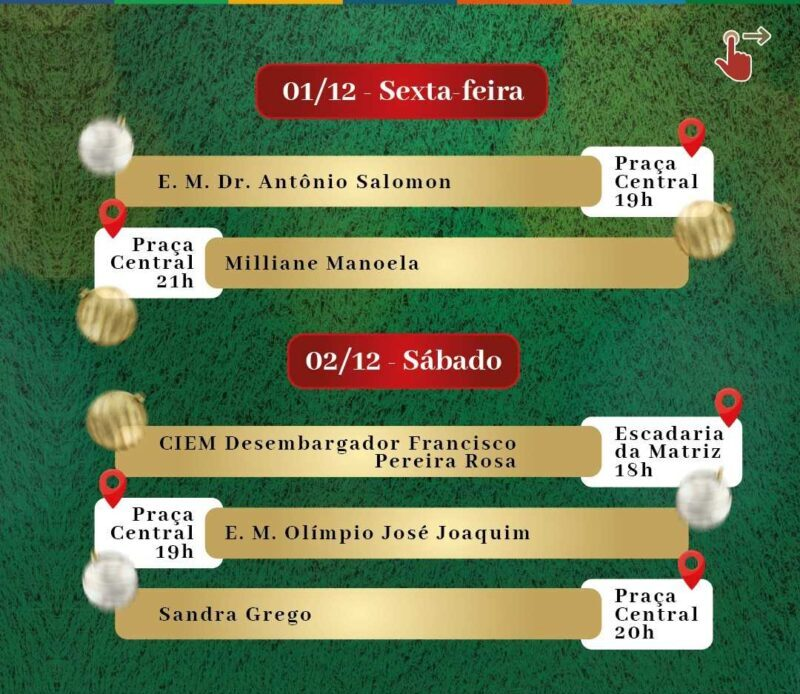 01/12 - Sexta-feira
E. M. Dr. Antônio Salomon
Praça
Central
19h
Praça
Central
21h
Milliane Manoela
02/12 - Sábado
CIEM Desembargador Francisco
Pereira Rosa
Escadaria
da Matriz
18h
Praça
Central
19h
E. M. Olímpio José Joaquim
Sandra Grego
Praça
Central
20h